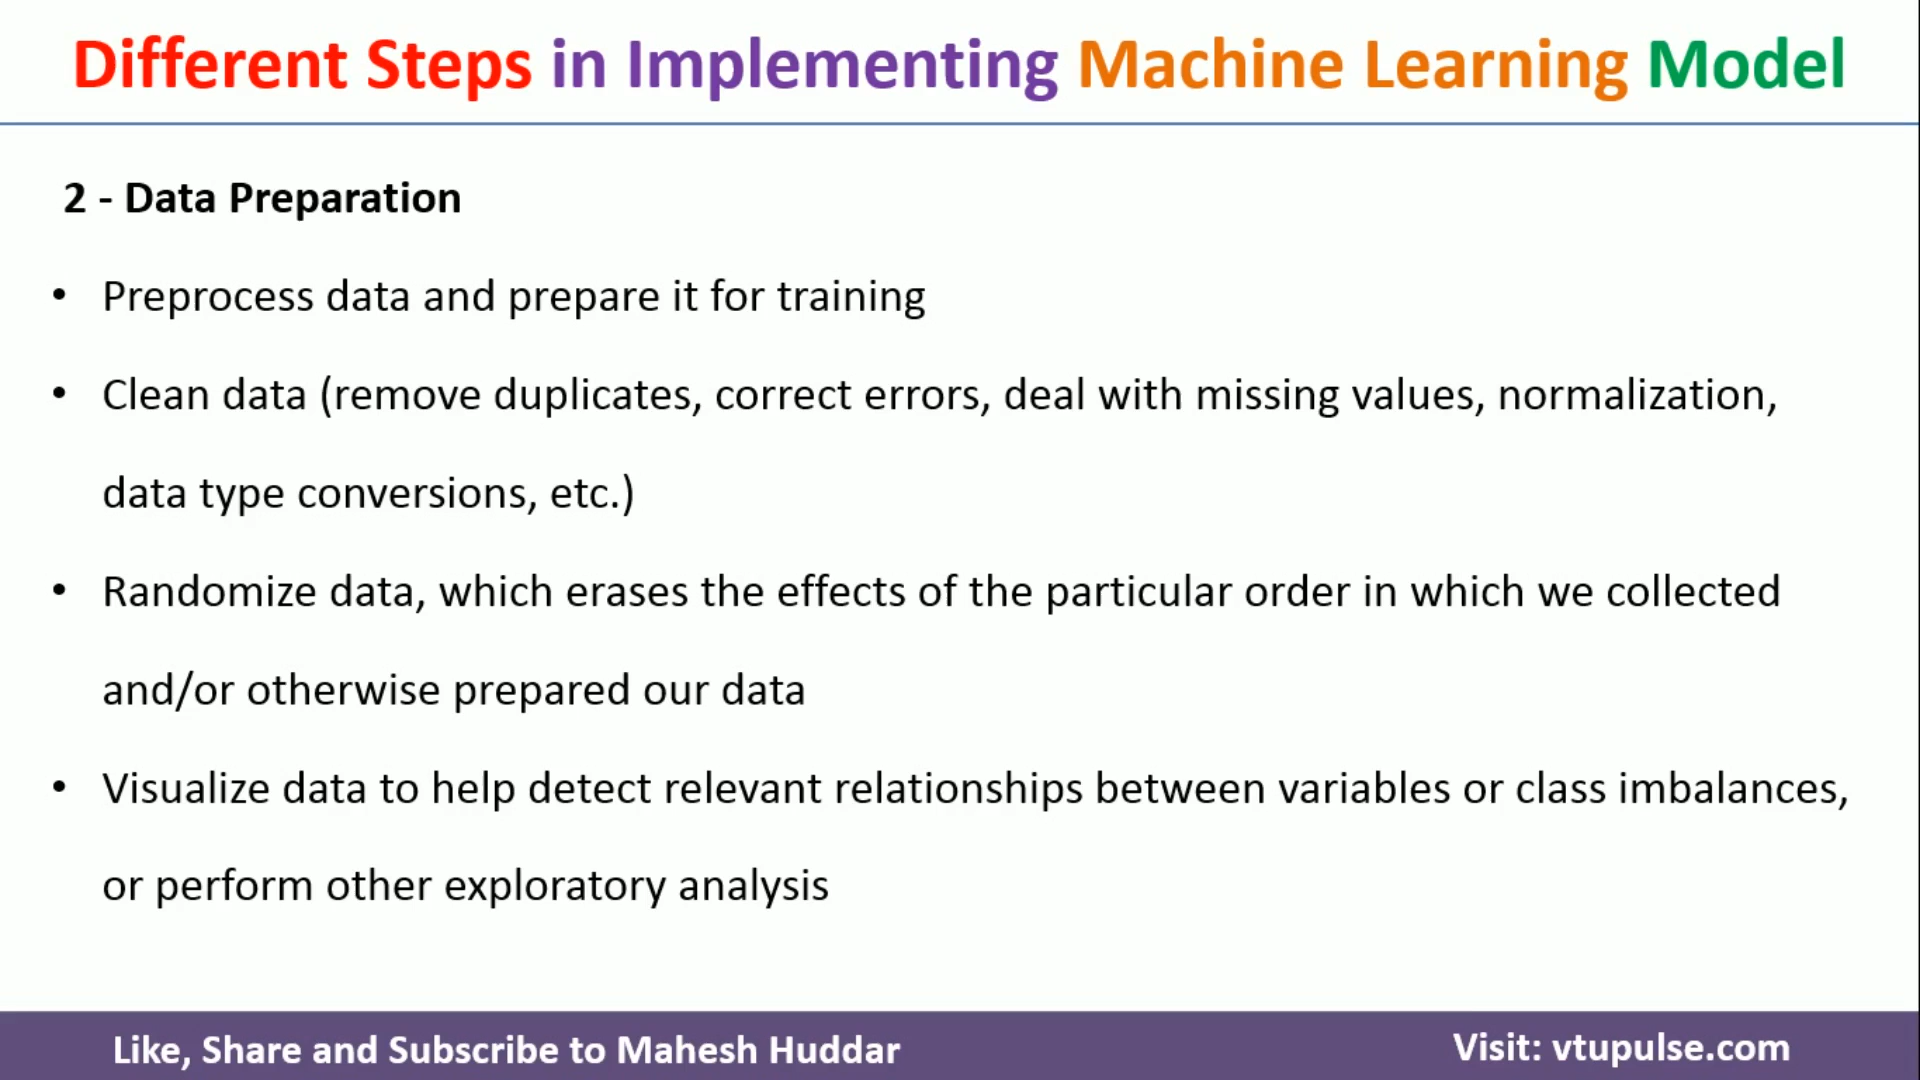 Different Steps in Implementing Machine Learning Model
2 - Data Preparation
• Preprocess data and prepare it for training
• Clean data (remove duplicates, correct errors, deal with missing values, normalization,
data type conversions, etc.)
• Randomize data, which erases the effects of the particular order in which we collected
and/or otherwise prepared our data
• Visualize data to help detect relevant relationships between variables or class imbalances,
or perform other exploratory analysis
Like, Share and Subscribe to Mahesh Huddar
Visit: vtupulse.com